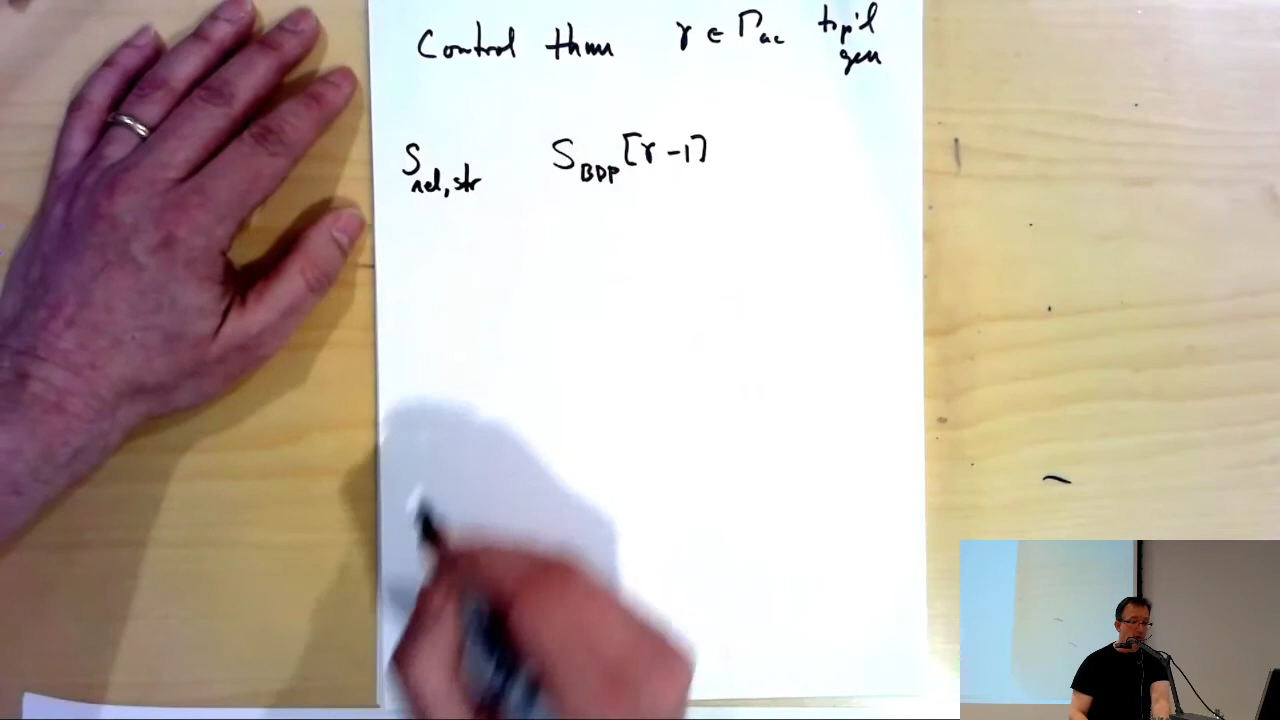 Control thm γ ∈ Γ_ac top'l gen
S_rel,str S_BDP[γ-1]